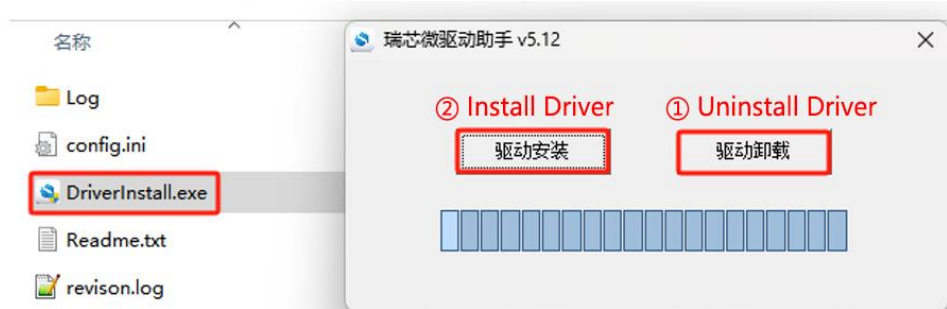 名称
Log
config.ini
DriverInstall.exe
Readme.txt
revison.log
瑞芯微驱动助手 v5.12
② Install Driver
① Uninstall Driver
驱动安装
驱动卸载